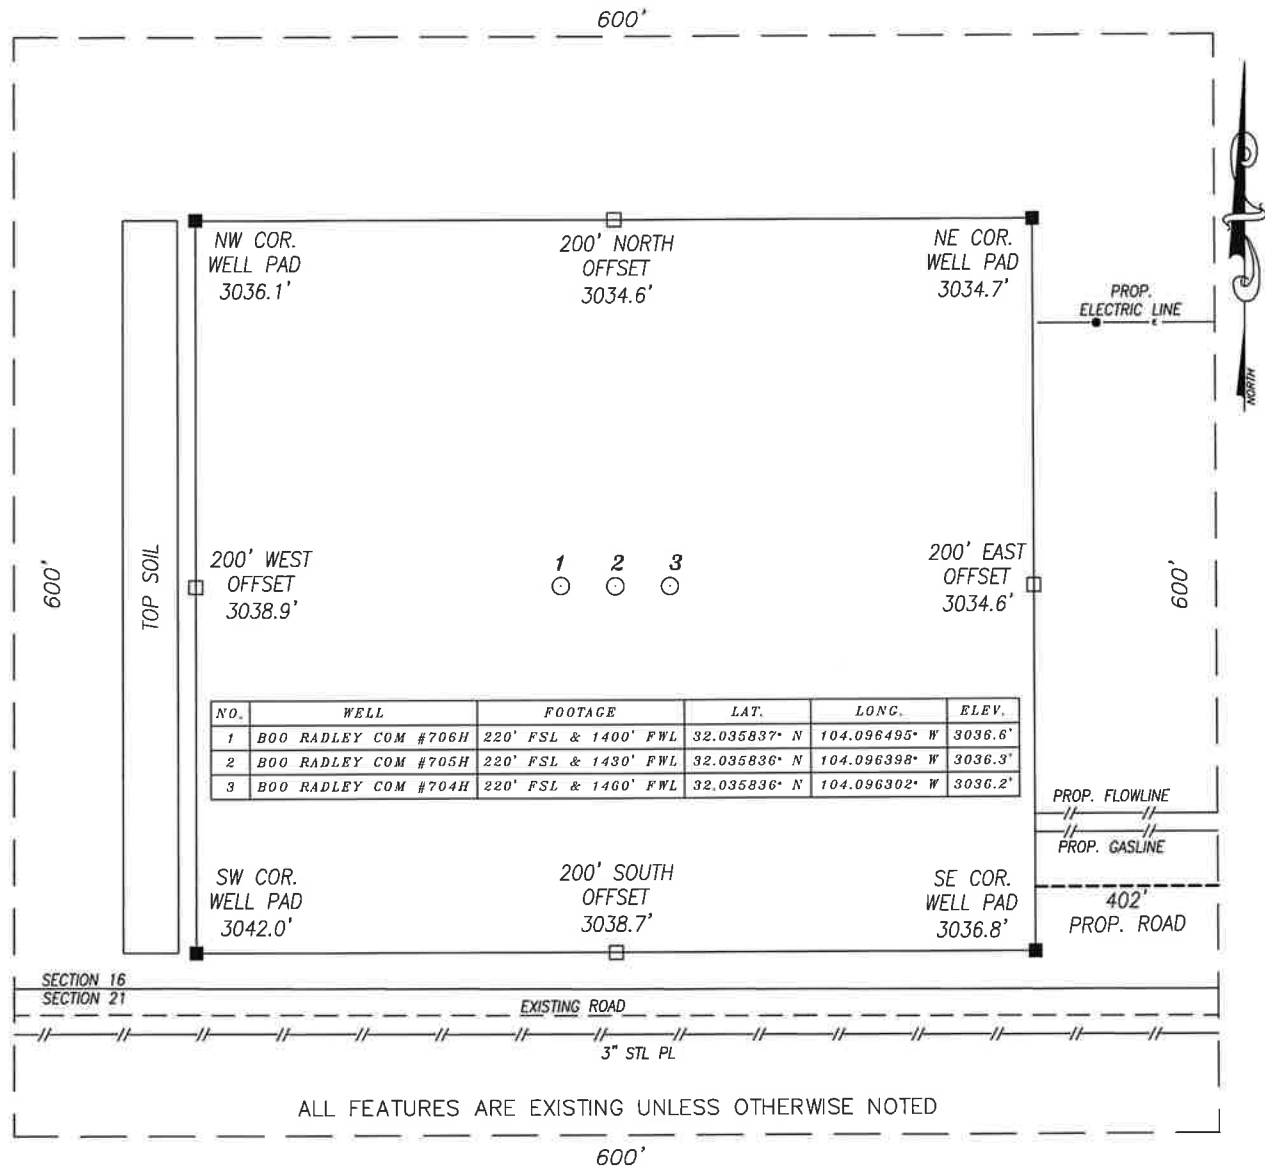 600'
NW COR.
WELL PAD
3036.1'
200' NORTH
OFFSET
3034.6'
NE COR.
WELL PAD
3034.7'
PROP.
ELECTRIC LINE
NORTH
600'
TOP SOIL
200' WEST
OFFSET
3038.9'
1 2 3
200' EAST
OFFSET
3034.6'
600'
NO. WELL FOOTAGE LAT. LONG. ELEV.
1 BOO RADLEY COM #706H 220' FSL & 1400' FWL 32.035837° N 104.096495° W 3036.6'
2 BOO RADLEY COM #705H 220' FSL & 1430' FWL 32.035836° N 104.096398° W 3036.3'
3 BOO RADLEY COM #704H 220' FSL & 1460' FWL 32.035836° N 104.096302° W 3036.2'
PROP. FLOWLINE
PROP. GASLINE
SW COR.
WELL PAD
3042.0'
200' SOUTH
OFFSET
3038.7'
SE COR.
WELL PAD
3036.8'
402'
PROP. ROAD
SECTION 16
SECTION 21
EXISTING ROAD
3" STL PL
ALL FEATURES ARE EXISTING UNLESS OTHERWISE NOTED
600'